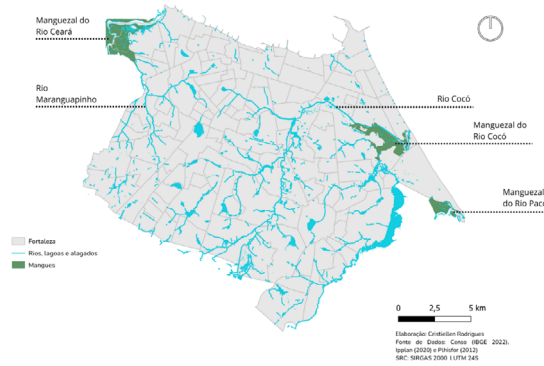 Manguezal do
Rio Ceará
Rio
Maranguapinho
Rio Cocó
Manguezal do
Rio Cocó
Manguezal
do Rio Pacc
Fortaleza
Rios, lagoas e alagados
Mangues
0 2,5 5 km
Elaboração: Cristiellen Rodrigues
Fonte de Dados: Censo (IBGE 2022),
Ipplan (2020) e PIhisfor (2012)
SRC: SIRGAS 2000 | UTM 24S